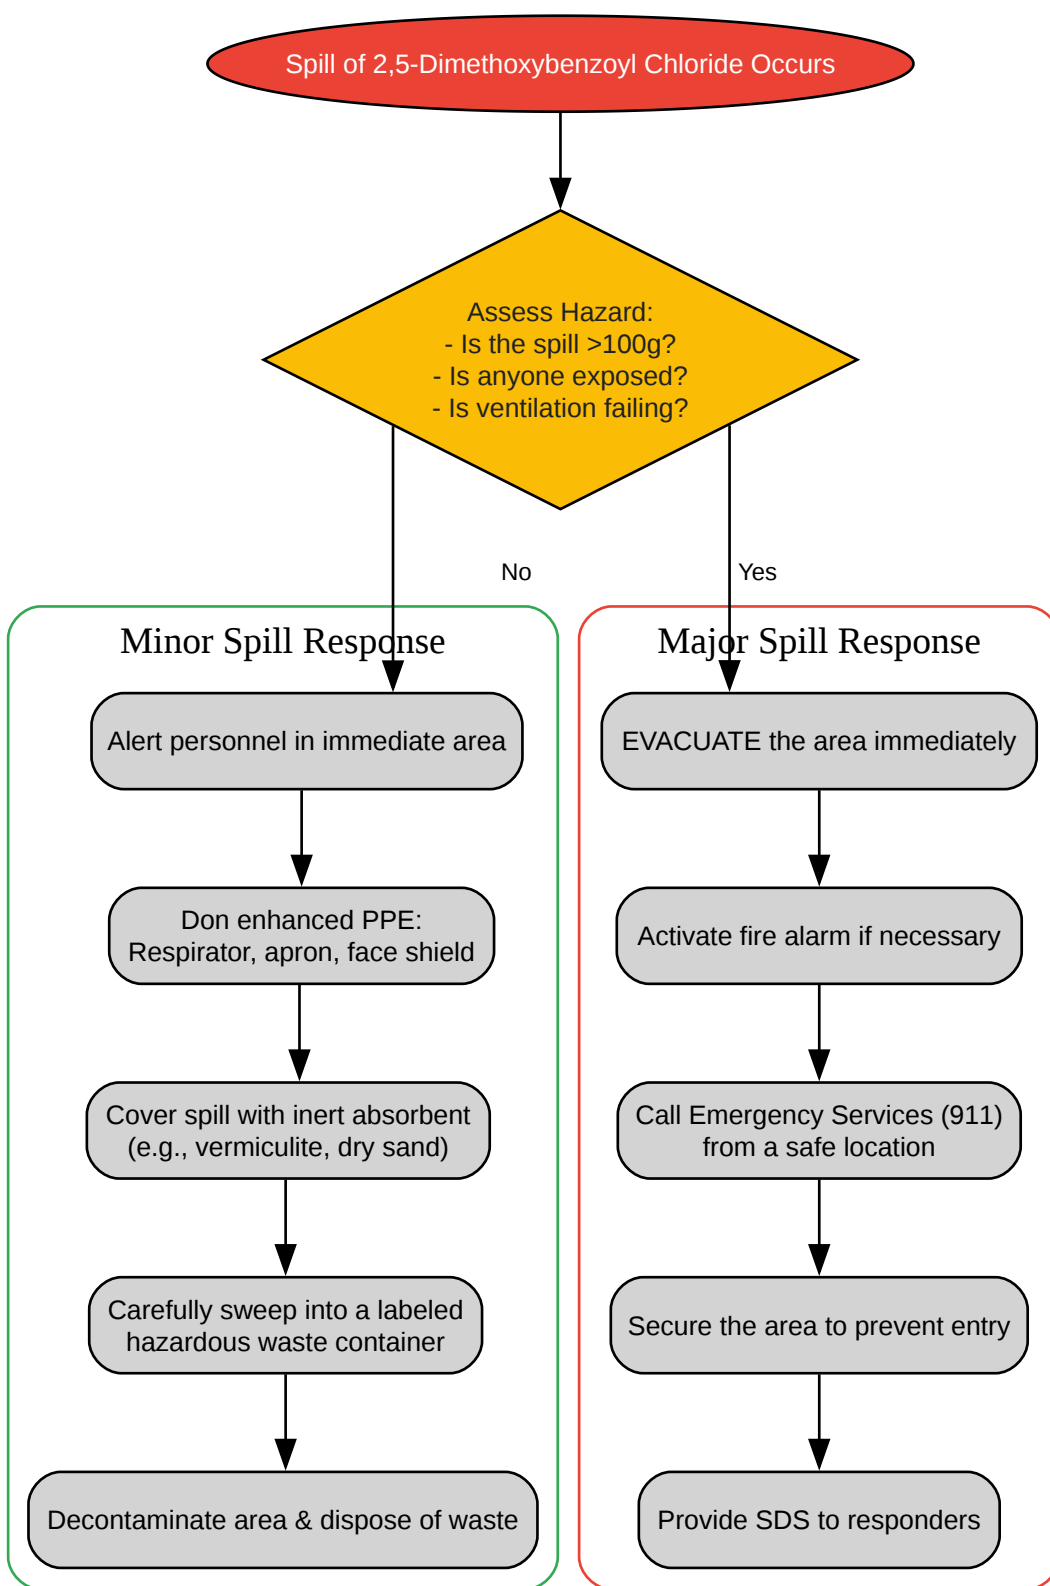 Spill of 2,5-Dimethoxybenzoyl Chloride Occurs
Assess Hazard:
- Is the spill >100g?
- Is anyone exposed?
- Is ventilation failing?
No
Yes
Minor Spill Response
Alert personnel in immediate area
Don enhanced PPE:
Respirator, apron, face shield
Cover spill with inert absorbent
(e.g., vermiculite, dry sand)
Carefully sweep into a labeled
hazardous waste container
Decontaminate area & dispose of waste
Major Spill Response
EVACUATE the area immediately
Activate fire alarm if necessary
Call Emergency Services (911)
from a safe location
Secure the area to prevent entry
Provide SDS to responders